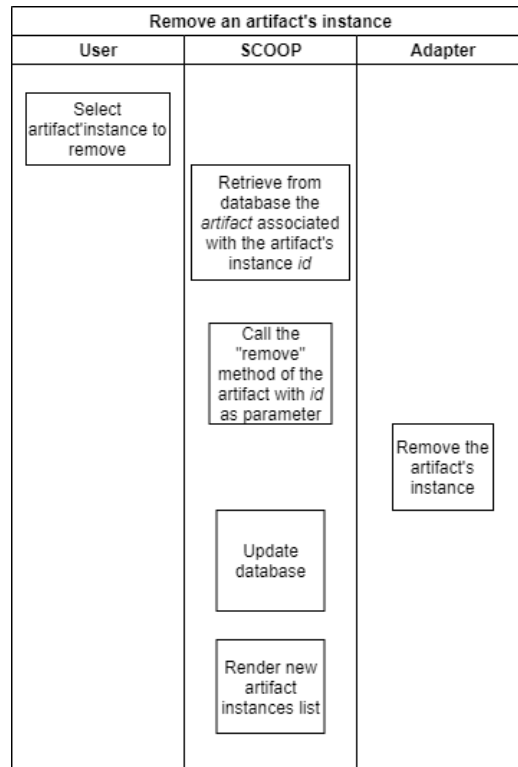 Remove an artifact's instance
User
SCOOP
Adapter
Select
artifact'instance to
remove
Retrieve from
database the
artifact associated
with the artifact's
instance id
Call the
"remove"
method of the
artifact with id
as parameter
Remove the
artifact's
instance
Update
database
Render new
artifact
instances list